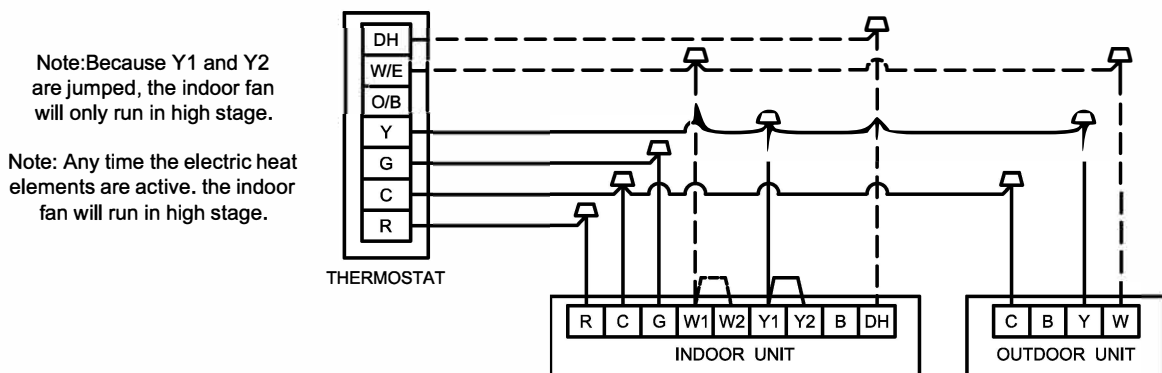 Note:Because Y1 and Y2
are jumped, the indoor fan
will only run in high stage.
Note: Any time the electric heat
elements are active. the indoor
fan will run in high stage.
DH
W/E
O/B
Y
G
C
R
THERMOSTAT
R C G W1 W2 Y1 Y2 B DH
INDOOR UNIT
C B Y W
OUTDOOR UNIT